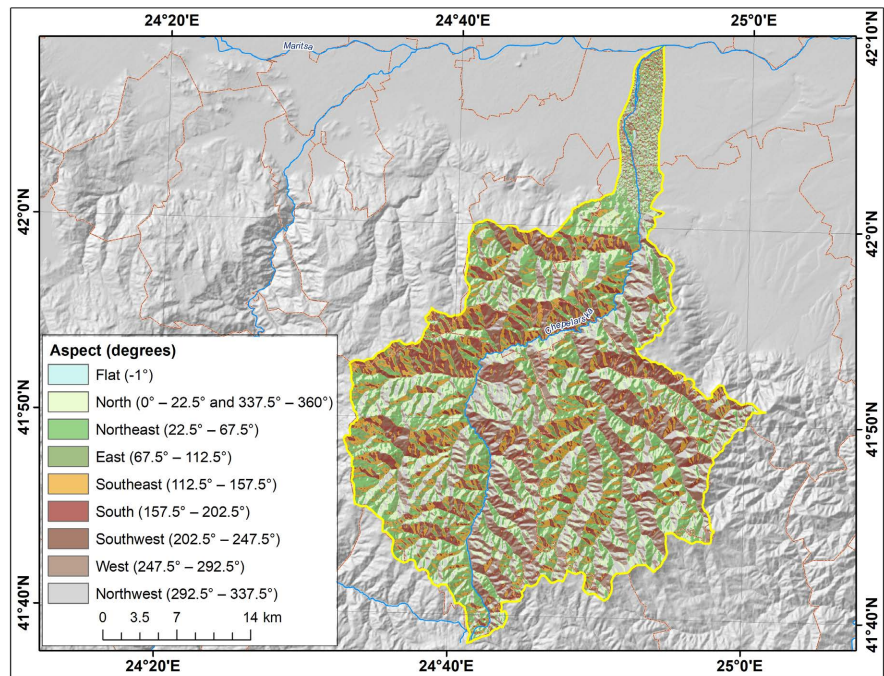 24°20'E 24°40'E 25°0'E
42°10'N
Maritsa
42°0'N
42°0'N
Chepelarska
Aspect (degrees)
Flat (-1°)
North (0° – 22.5° and 337.5° – 360°)
Northeast (22.5° – 67.5°)
East (67.5° – 112.5°)
Southeast (112.5° – 157.5°)
South (157.5° – 202.5°)
Southwest (202.5° – 247.5°)
West (247.5° – 292.5°)
Northwest (292.5° – 337.5°)
0 3.5 7 14 km
41°50'N
41°50'N
41°40'N
41°40'N
24°20'E 24°40'E 25°0'E